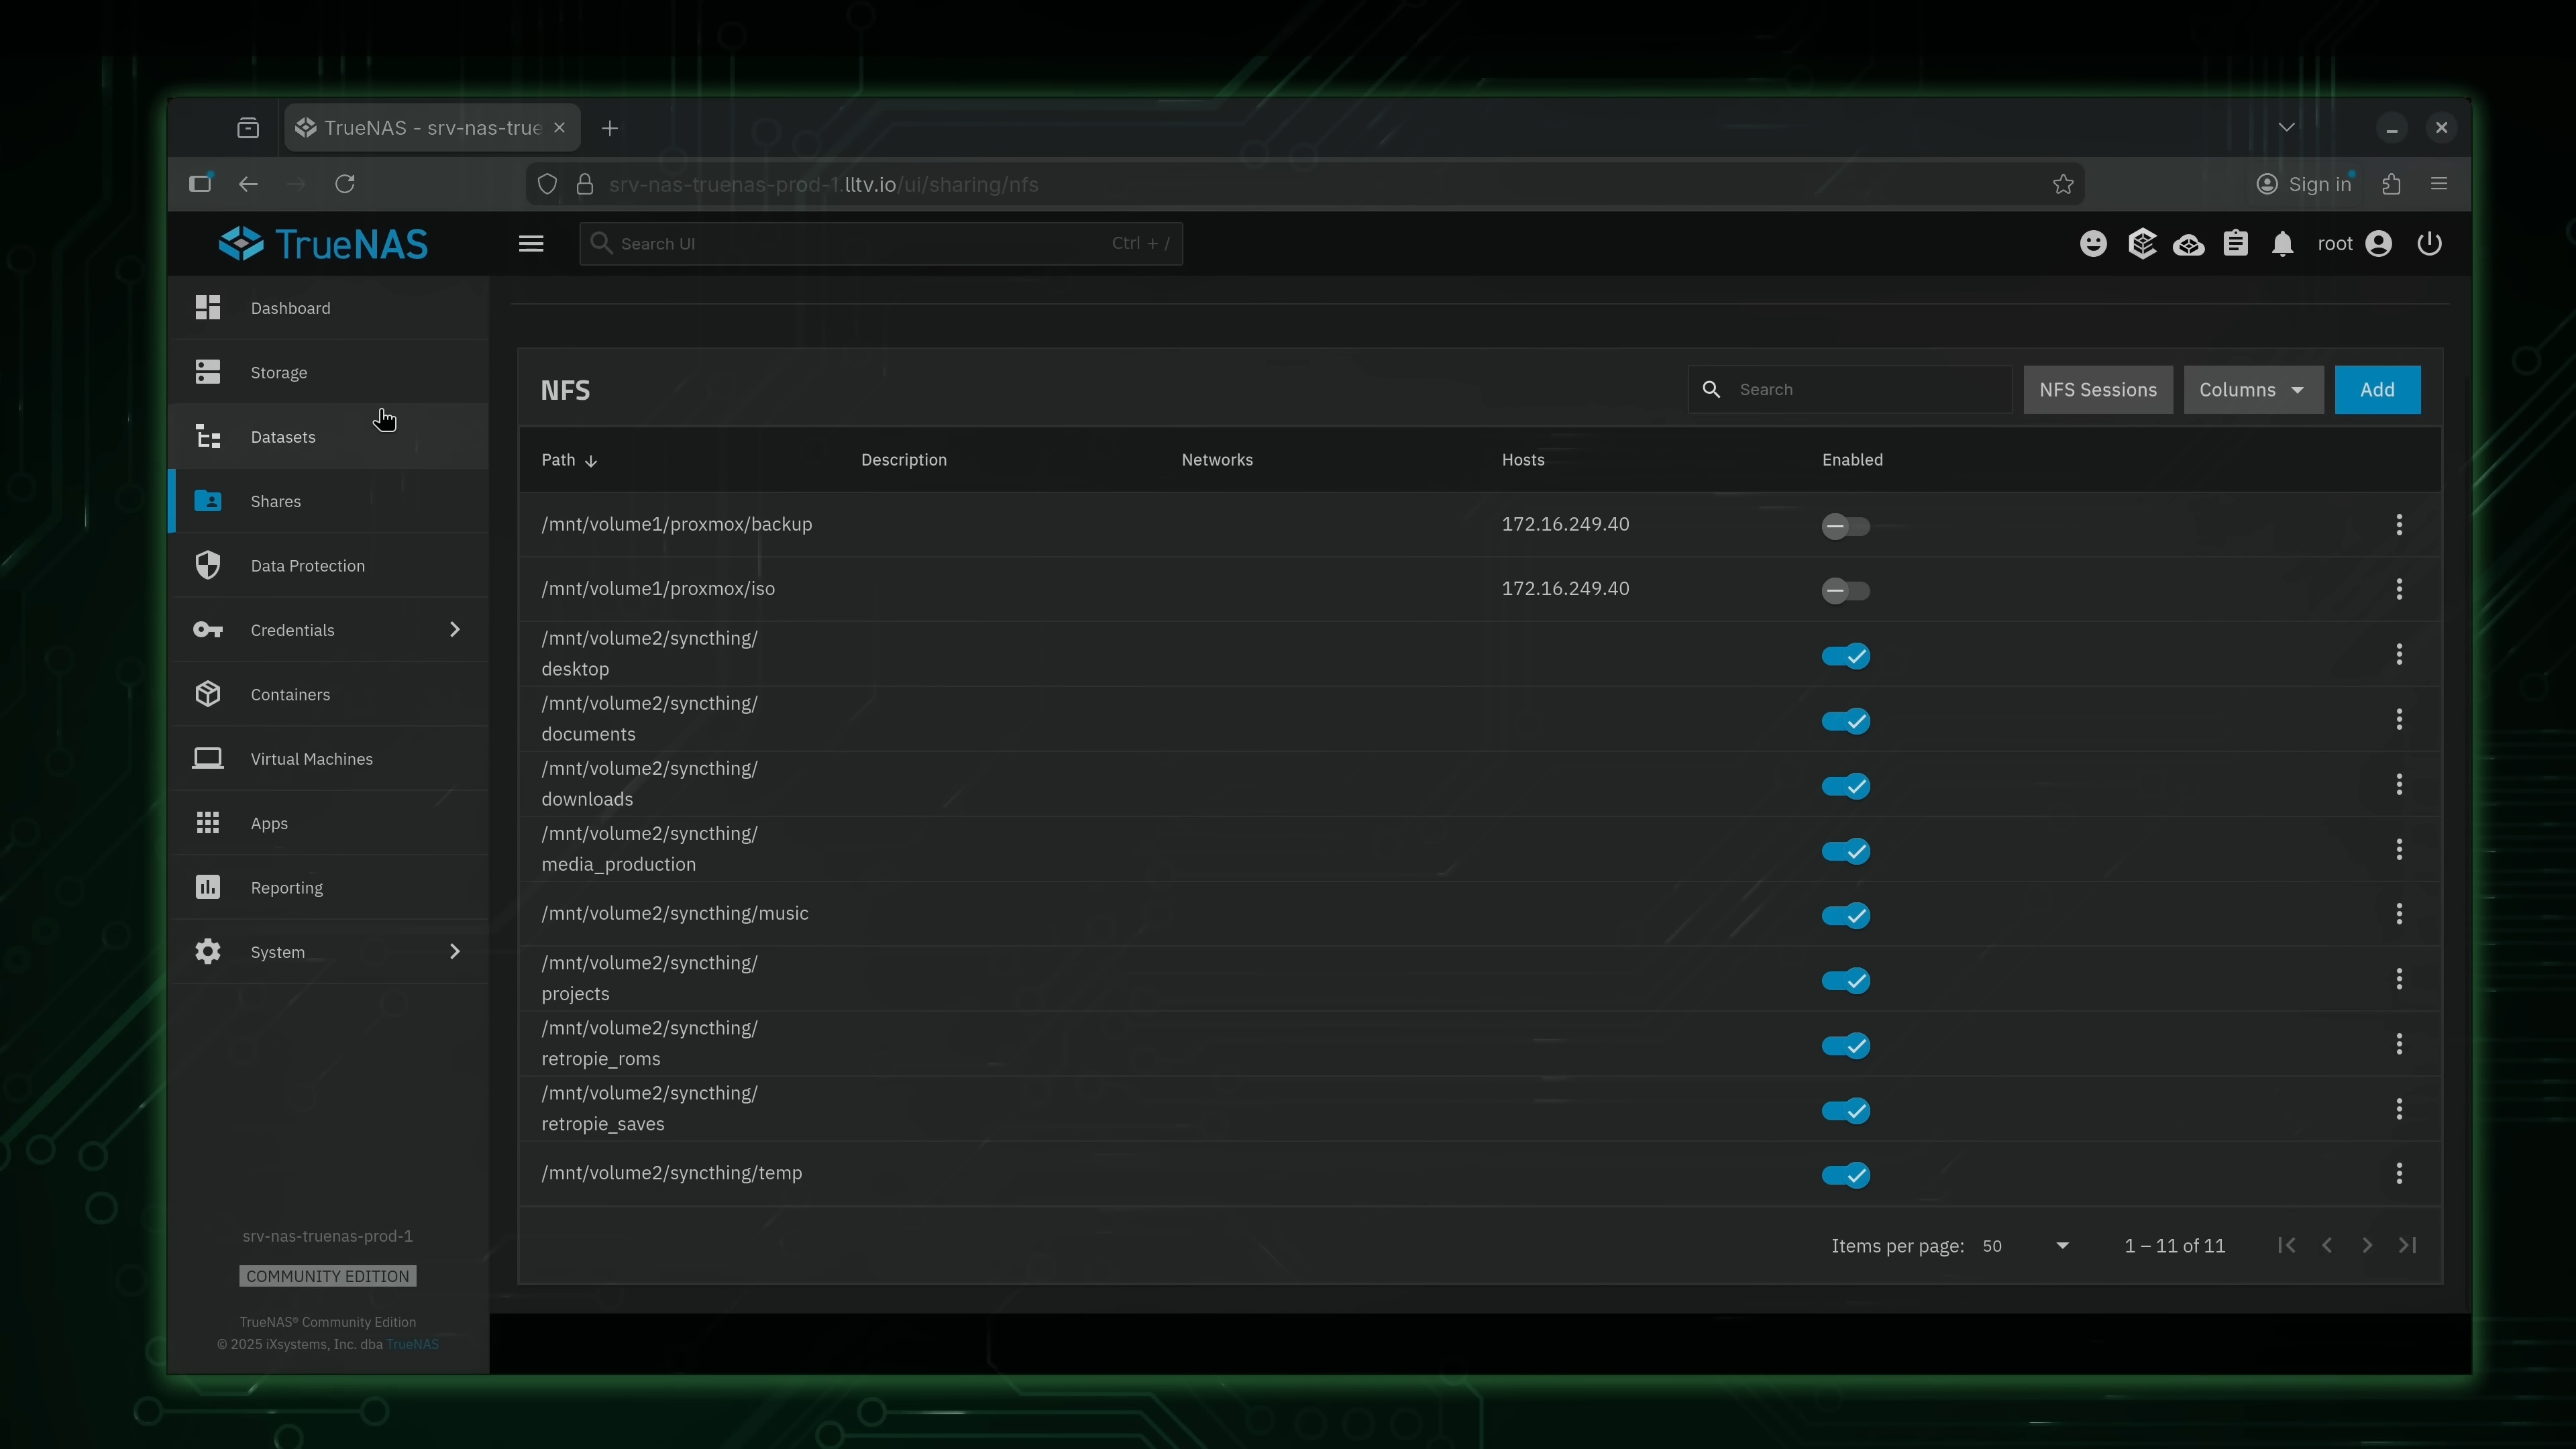 TrueNAS - srv-nas-true
srv-nas-truenas-prod-1.lltv.io/ui/sharing/nfs
Sign in
TrueNAS
Search UI
Ctrl + /
root
Dashboard
Storage
Datasets
Shares
Data Protection
Credentials
Containers
Virtual Machines
Apps
Reporting
System
srv-nas-truenas-prod-1
COMMUNITY EDITION
TrueNAS® Community Edition
© 2025 iXsystems, Inc. dba TrueNAS
NFS
Search
NFS Sessions
Columns
Add
Path
Description
Networks
Hosts
Enabled
/mnt/volume1/proxmox/backup
172.16.249.40
/mnt/volume1/proxmox/iso
172.16.249.40
/mnt/volume2/syncthing/
desktop
/mnt/volume2/syncthing/
documents
/mnt/volume2/syncthing/
downloads
/mnt/volume2/syncthing/
media_production
/mnt/volume2/syncthing/music
/mnt/volume2/syncthing/
projects
/mnt/volume2/syncthing/
retropie_roms
/mnt/volume2/syncthing/
retropie_saves
/mnt/volume2/syncthing/temp
Items per page: 50
1 – 11 of 11